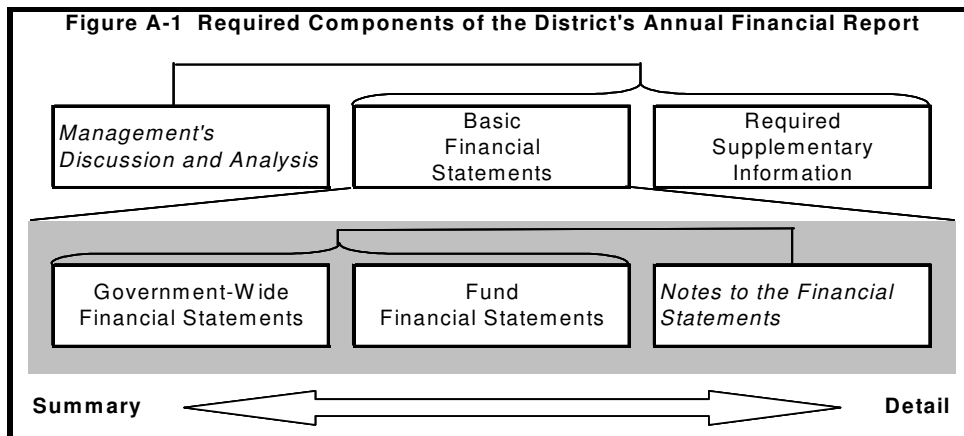 Figure A-1 Required Components of the District's Annual Financial Report
Management's
Discussion and Analysis
Basic
Financial
Statements
Required
Supplementary
Information
Government-Wide
Financial Statements
Fund
Financial Statements
Notes to the Financial
Statements
Summary
Detail